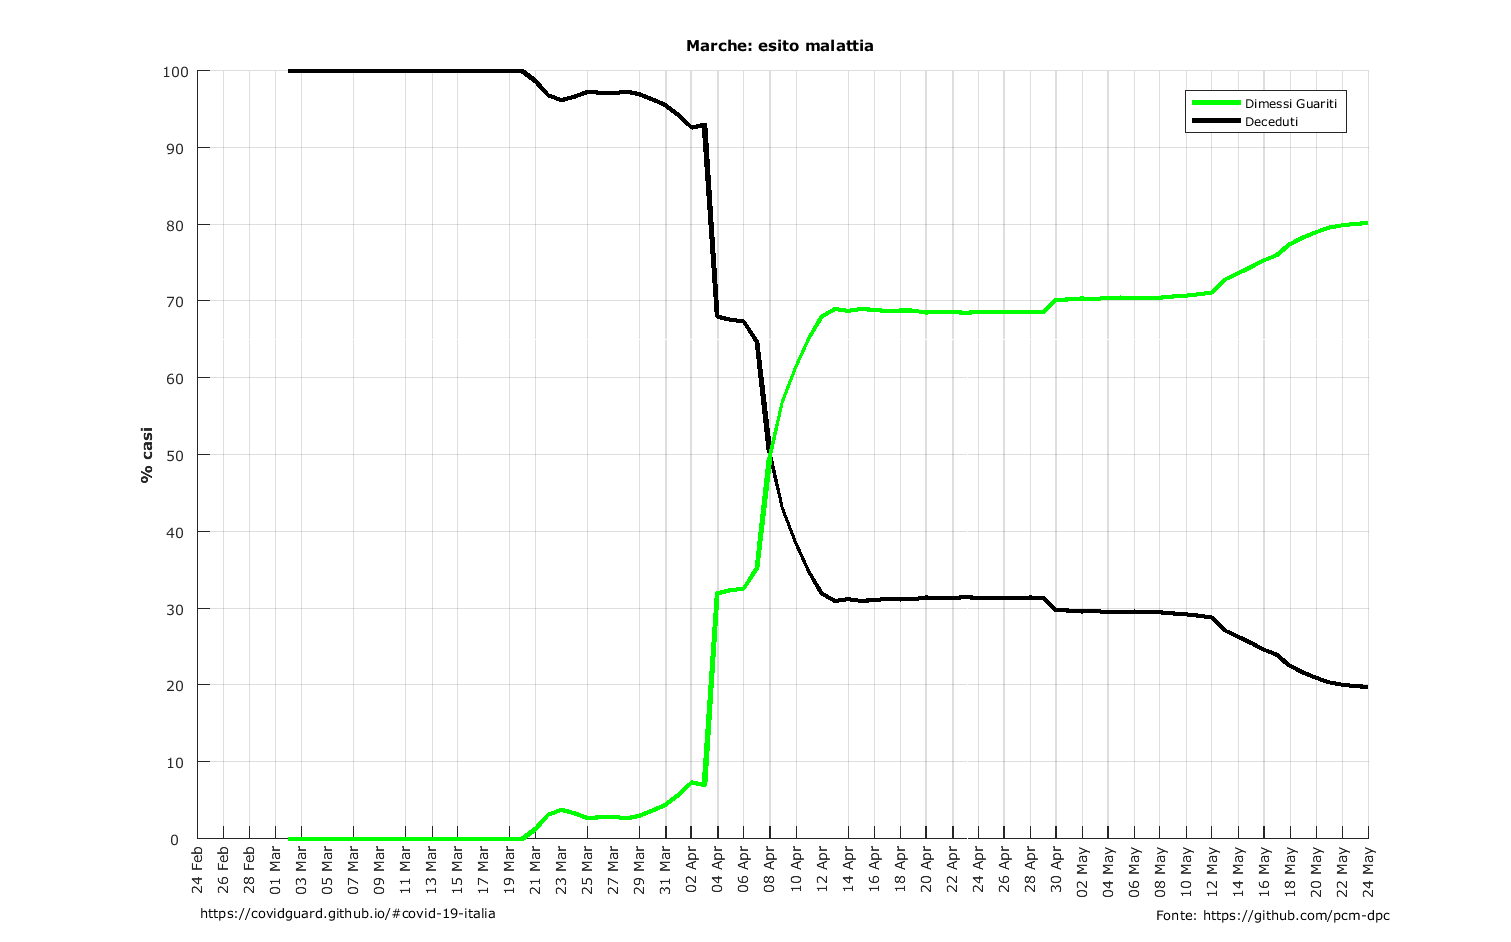 Marche: esito malattia
Dimessi Guariti
Deceduti
% casi
100
90
80
70
60
50
40
30
20
10
0
24 Feb
26 Feb
28 Feb
01 Mar
03 Mar
05 Mar
07 Mar
09 Mar
11 Mar
13 Mar
15 Mar
17 Mar
19 Mar
21 Mar
23 Mar
25 Mar
27 Mar
29 Mar
31 Mar
02 Apr
04 Apr
06 Apr
08 Apr
10 Apr
12 Apr
14 Apr
16 Apr
18 Apr
20 Apr
22 Apr
24 Apr
26 Apr
28 Apr
30 Apr
02 May
04 May
06 May
08 May
10 May
12 May
14 May
16 May
18 May
20 May
22 May
24 May
https://covidguard.github.io/#covid-19-italia
Fonte: https://github.com/pcm-dpc